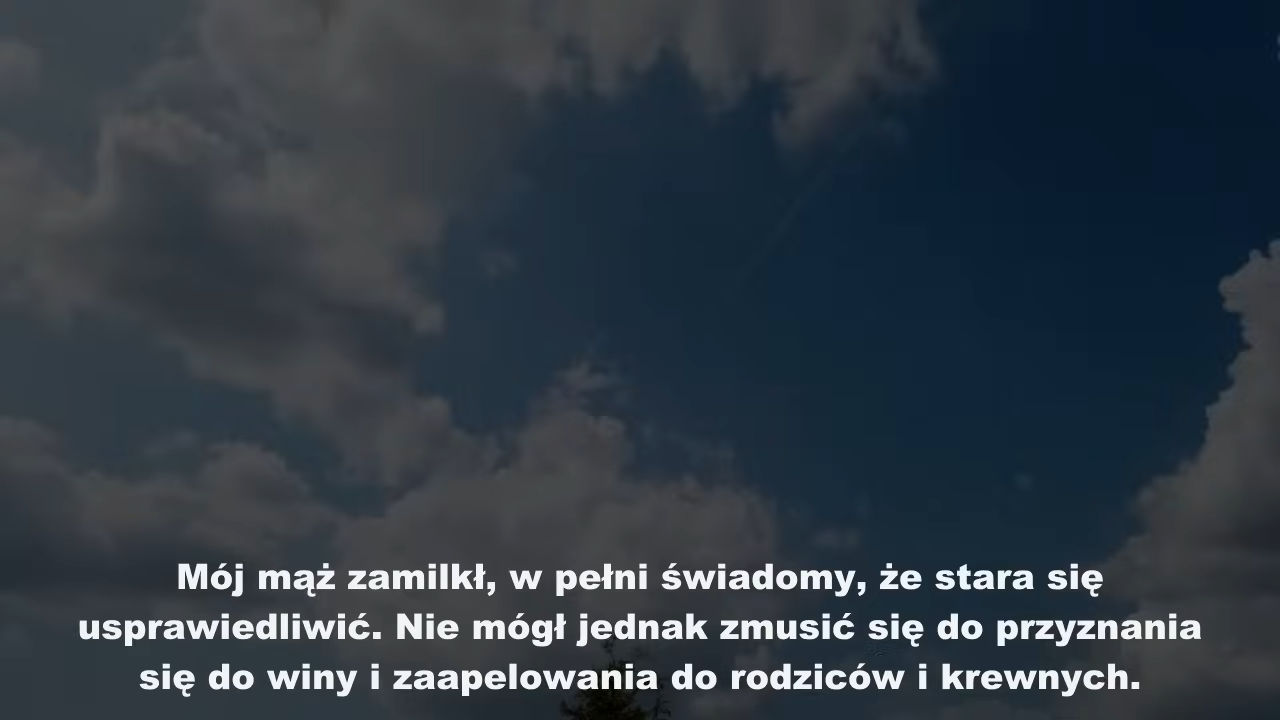 Mój mąż zamilkł, w pełni świadomy, że stara się
usprawiedliwić. Nie mógł jednak zmusić się do przyznania
się do winy i zaapelowania do rodziców i krewnych.